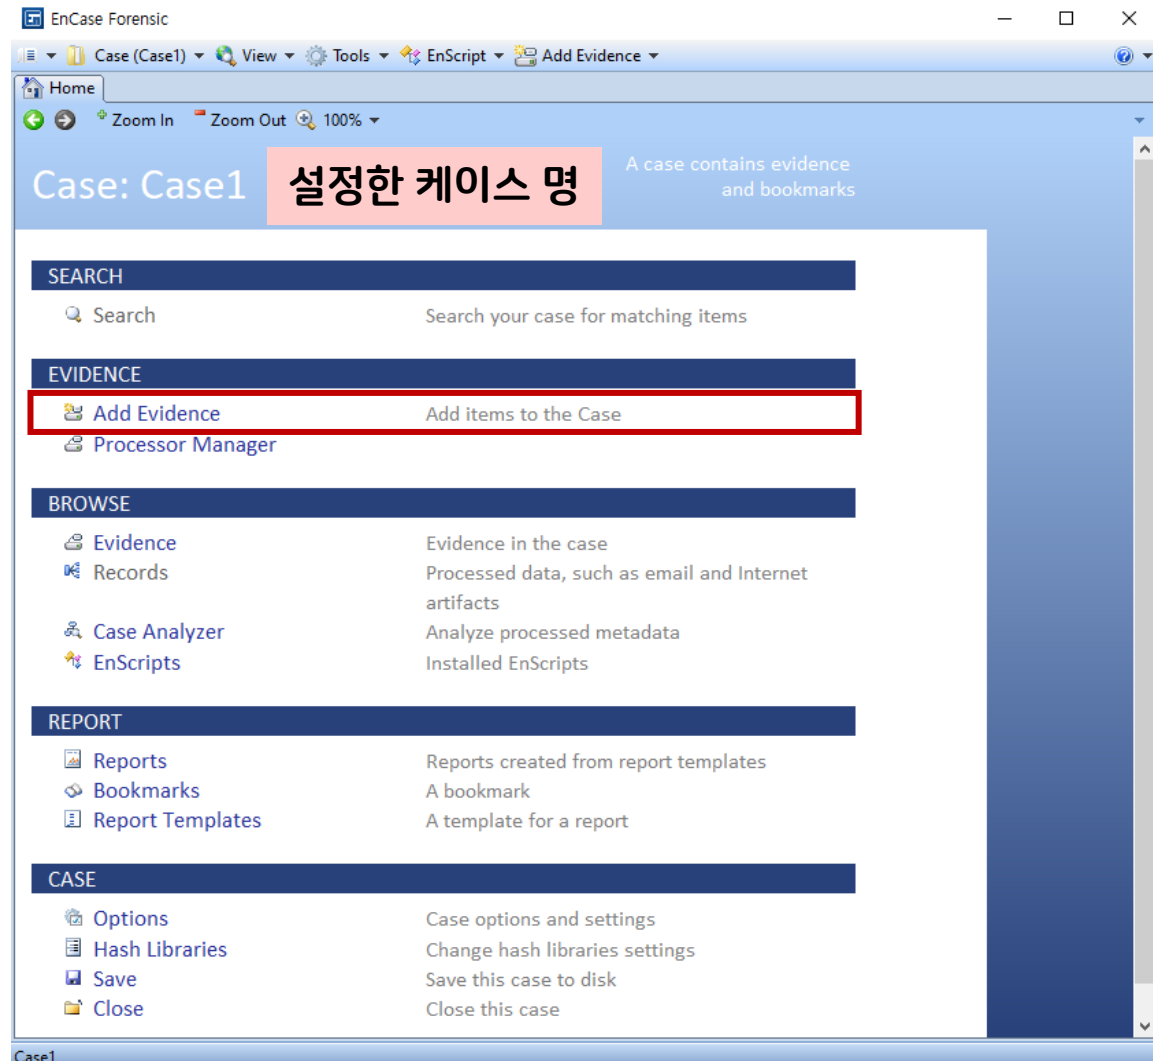 EnCase Forensic
Case (Case1) View Tools EnScript Add Evidence
Home
Zoom In Zoom Out 100%
Case: Case1
설정한 케이스 명
A case contains evidence
and bookmarks
SEARCH
Search Search your case for matching items
EVIDENCE
Add Evidence Add items to the Case
Processor Manager
BROWSE
Evidence Evidence in the case
Records Processed data, such as email and Internet
artifacts
Case Analyzer Analyze processed metadata
EnScripts Installed EnScripts
REPORT
Reports Reports created from report templates
Bookmarks A bookmark
Report Templates A template for a report
CASE
Options Case options and settings
Hash Libraries Change hash libraries settings
Save Save this case to disk
Close Close this case
Case1